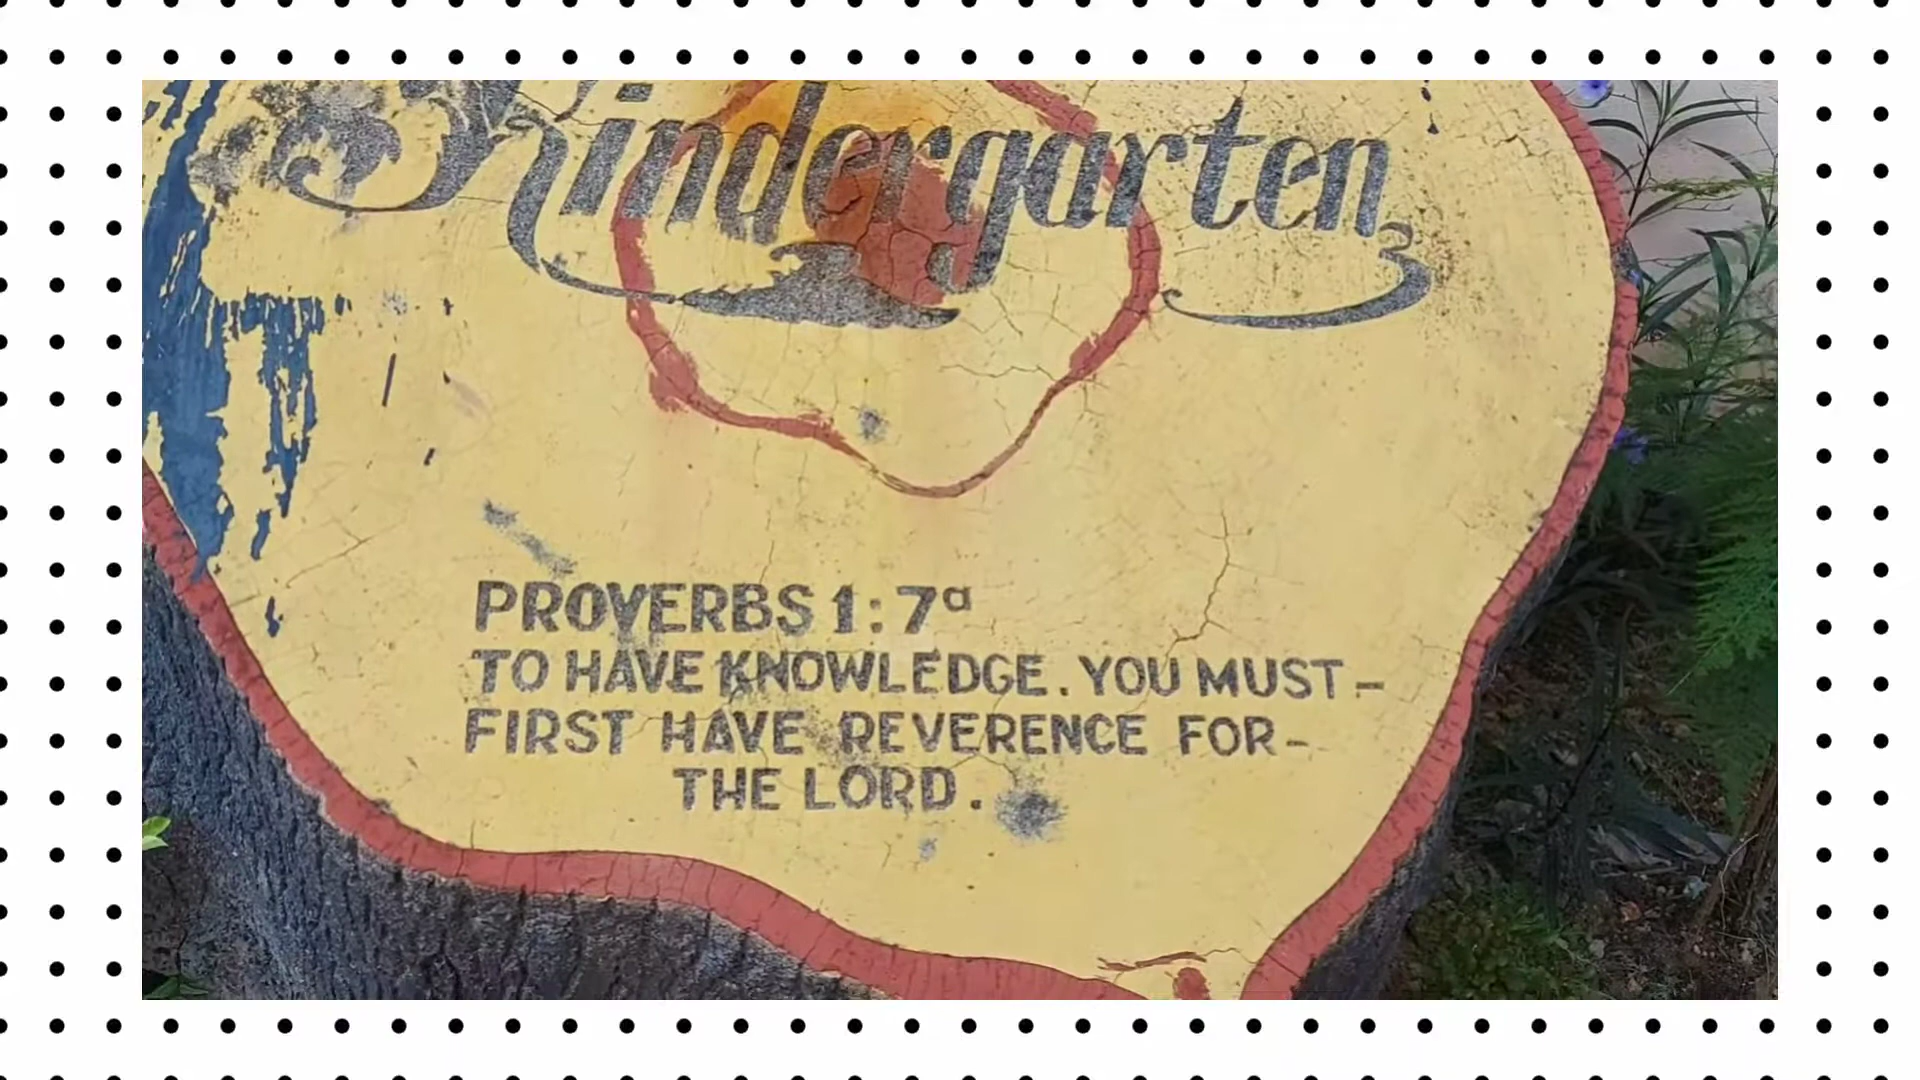 Kindergarten
PROVERBS 1:7a
TO HAVE KNOWLEDGE. YOU MUST-
FIRST HAVE REVERENCE FOR-
THE LORD.